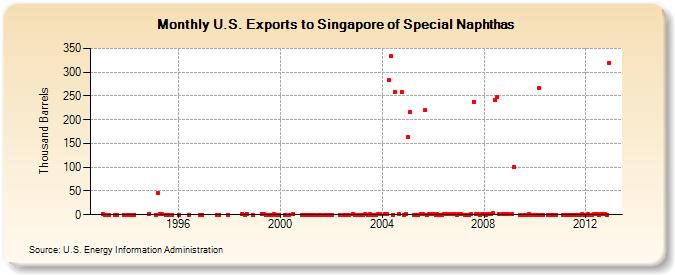 Monthly U.S. Exports to Singapore of Special Naphthas
Thousand Barrels
350
300
250
200
150
100
50
0
1996 2000 2004 2008 2012
Source: U.S. Energy Information Administration